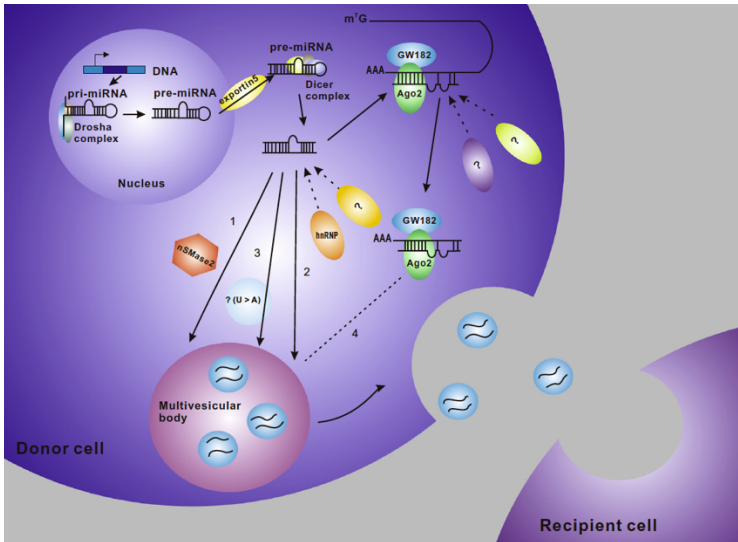 m⁷G
DNA
pre-miRNA
GW182
AAA
Ago2
pri-miRNA
pre-miRNA
exportin5
Dicer
complex
Drosha
complex
Nucleus
?
?
1
nSMase2
3
2
hnRNP
?
GW182
AAA
Ago2
? (U > A)
4
Multivesicular
body
Donor cell
Recipient cell